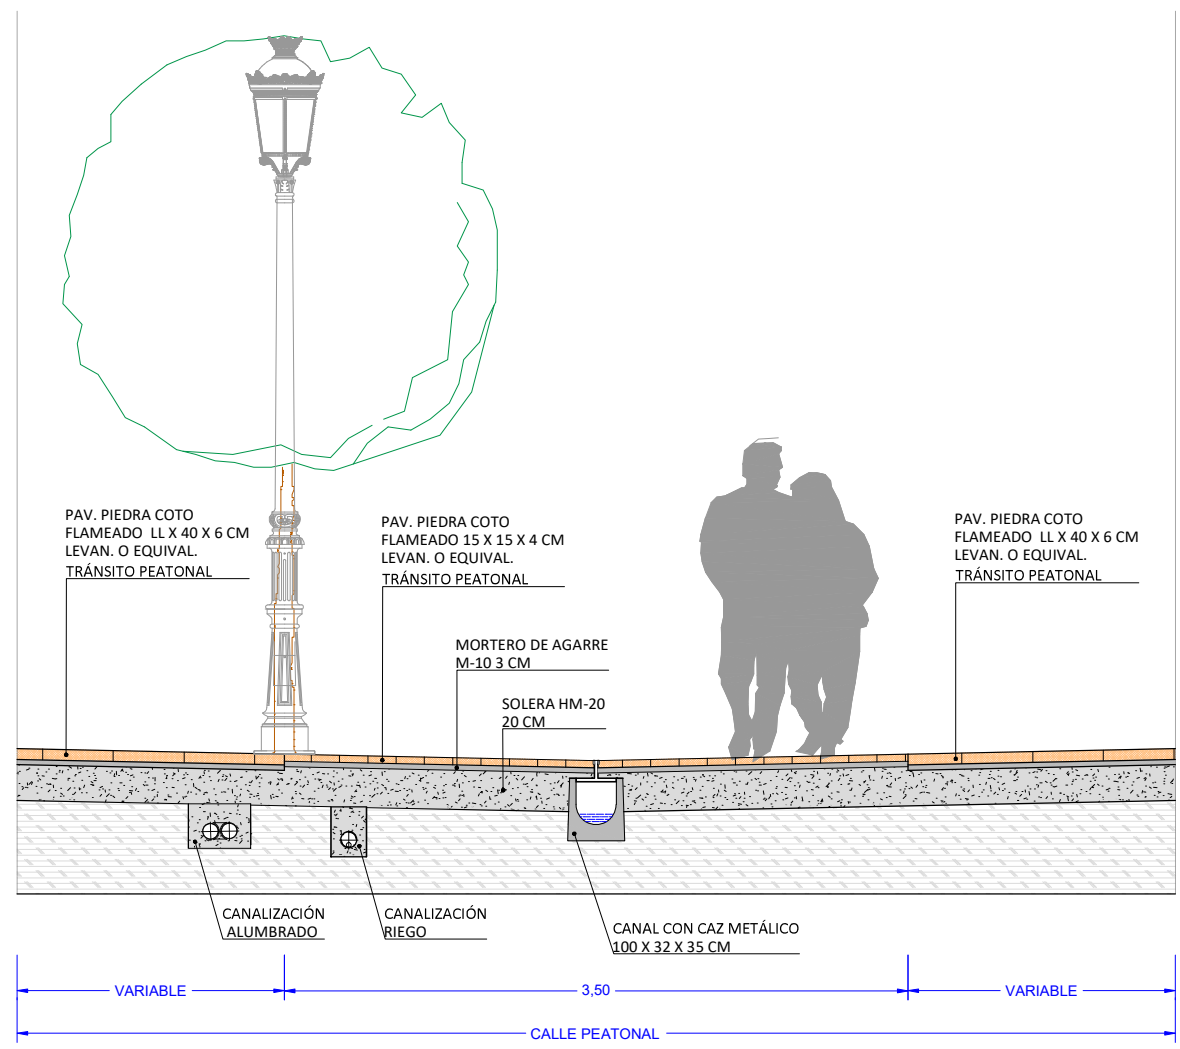 PAV. PIEDRA COTO
FLAMEADO LL X 40 X 6 CM
LEVAN. O EQUIVAL.
TRÁNSITO PEATONAL
PAV. PIEDRA COTO
FLAMEADO 15 X 15 X 4 CM
LEVAN. O EQUIVAL.
TRÁNSITO PEATONAL
PAV. PIEDRA COTO
FLAMEADO LL X 40 X 6 CM
LEVAN. O EQUIVAL.
TRÁNSITO PEATONAL
MORTERO DE AGARRE
M-10 3 CM
SOLERA HM-20
20 CM
CANALIZACIÓN
ALUMBRADO
CANALIZACIÓN
RIEGO
CANAL CON CAZ METÁLICO
100 X 32 X 35 CM
VARIABLE
3,50
VARIABLE
CALLE PEATONAL